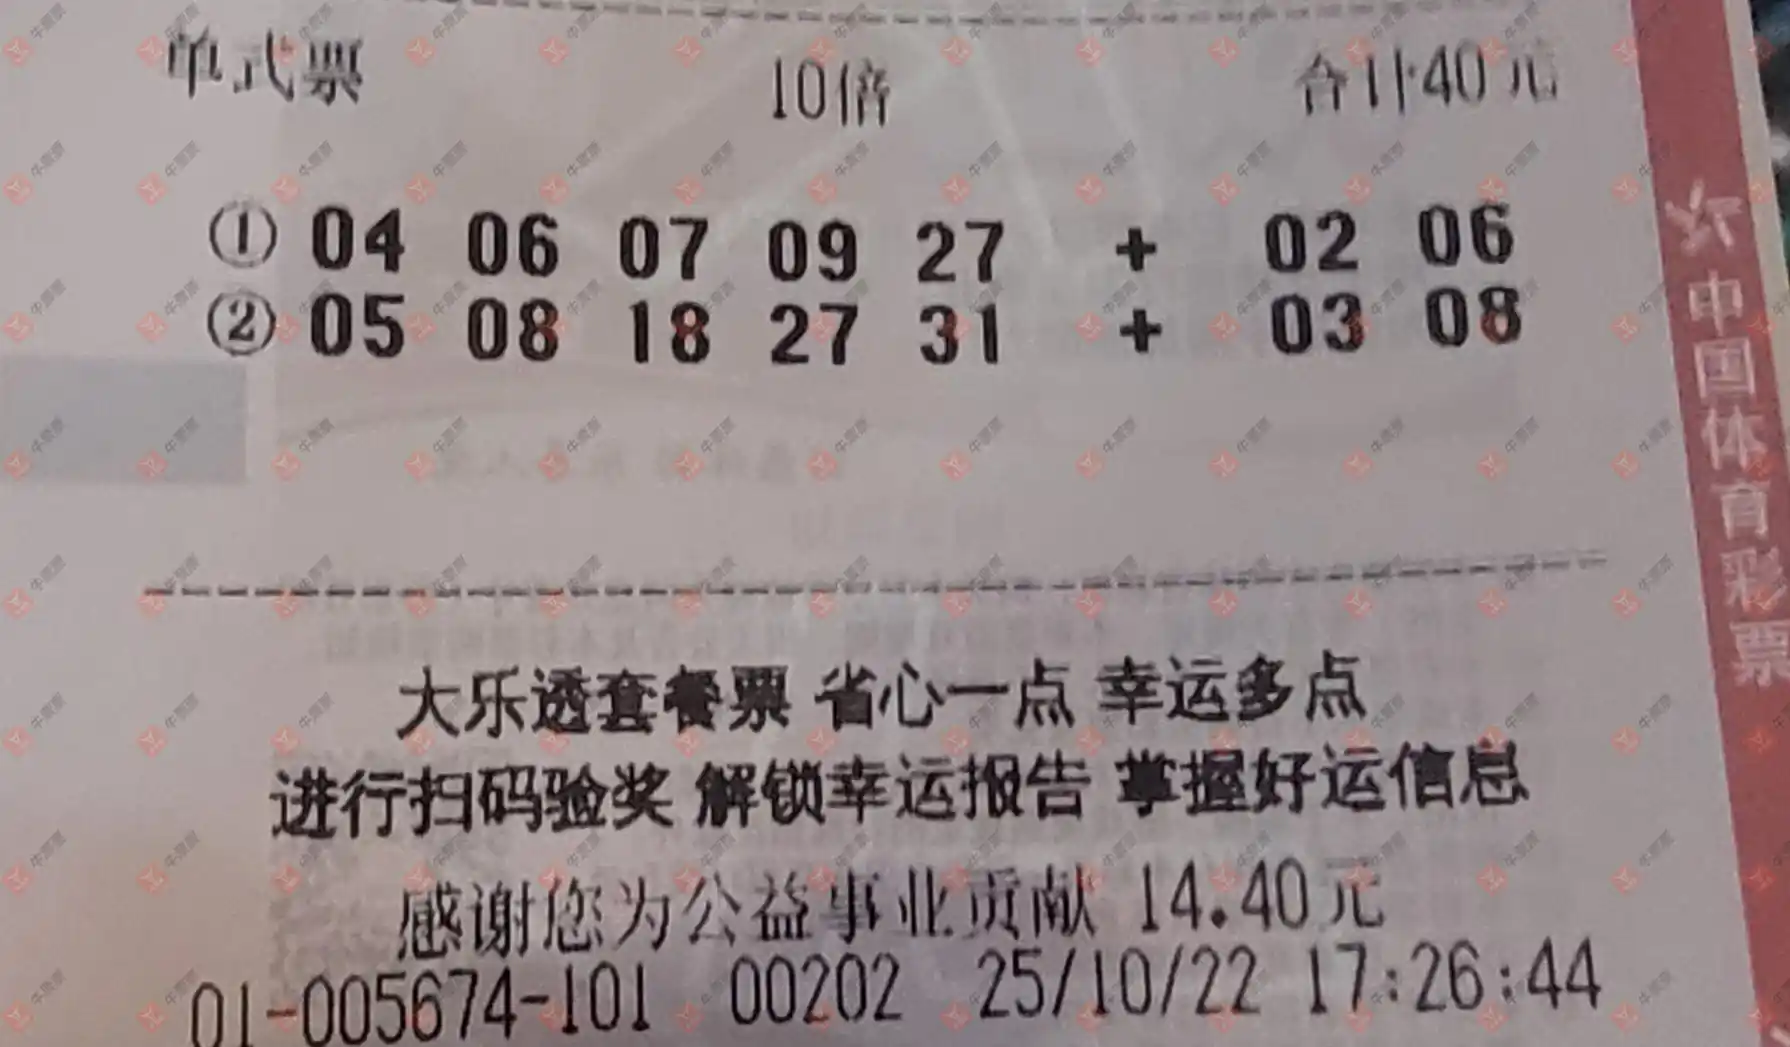 单式票 10倍 合计40元
① 04 06 07 09 27 + 02 06
② 05 08 18 27 31 + 03 08
大乐透套餐票 省心一点 幸运多点
进行扫码验奖 解锁幸运报告 掌握好运信息
感谢您为公益事业贡献 14.40元
01-005674-101 00202 25/10/22 17:26:44
中国体育彩票